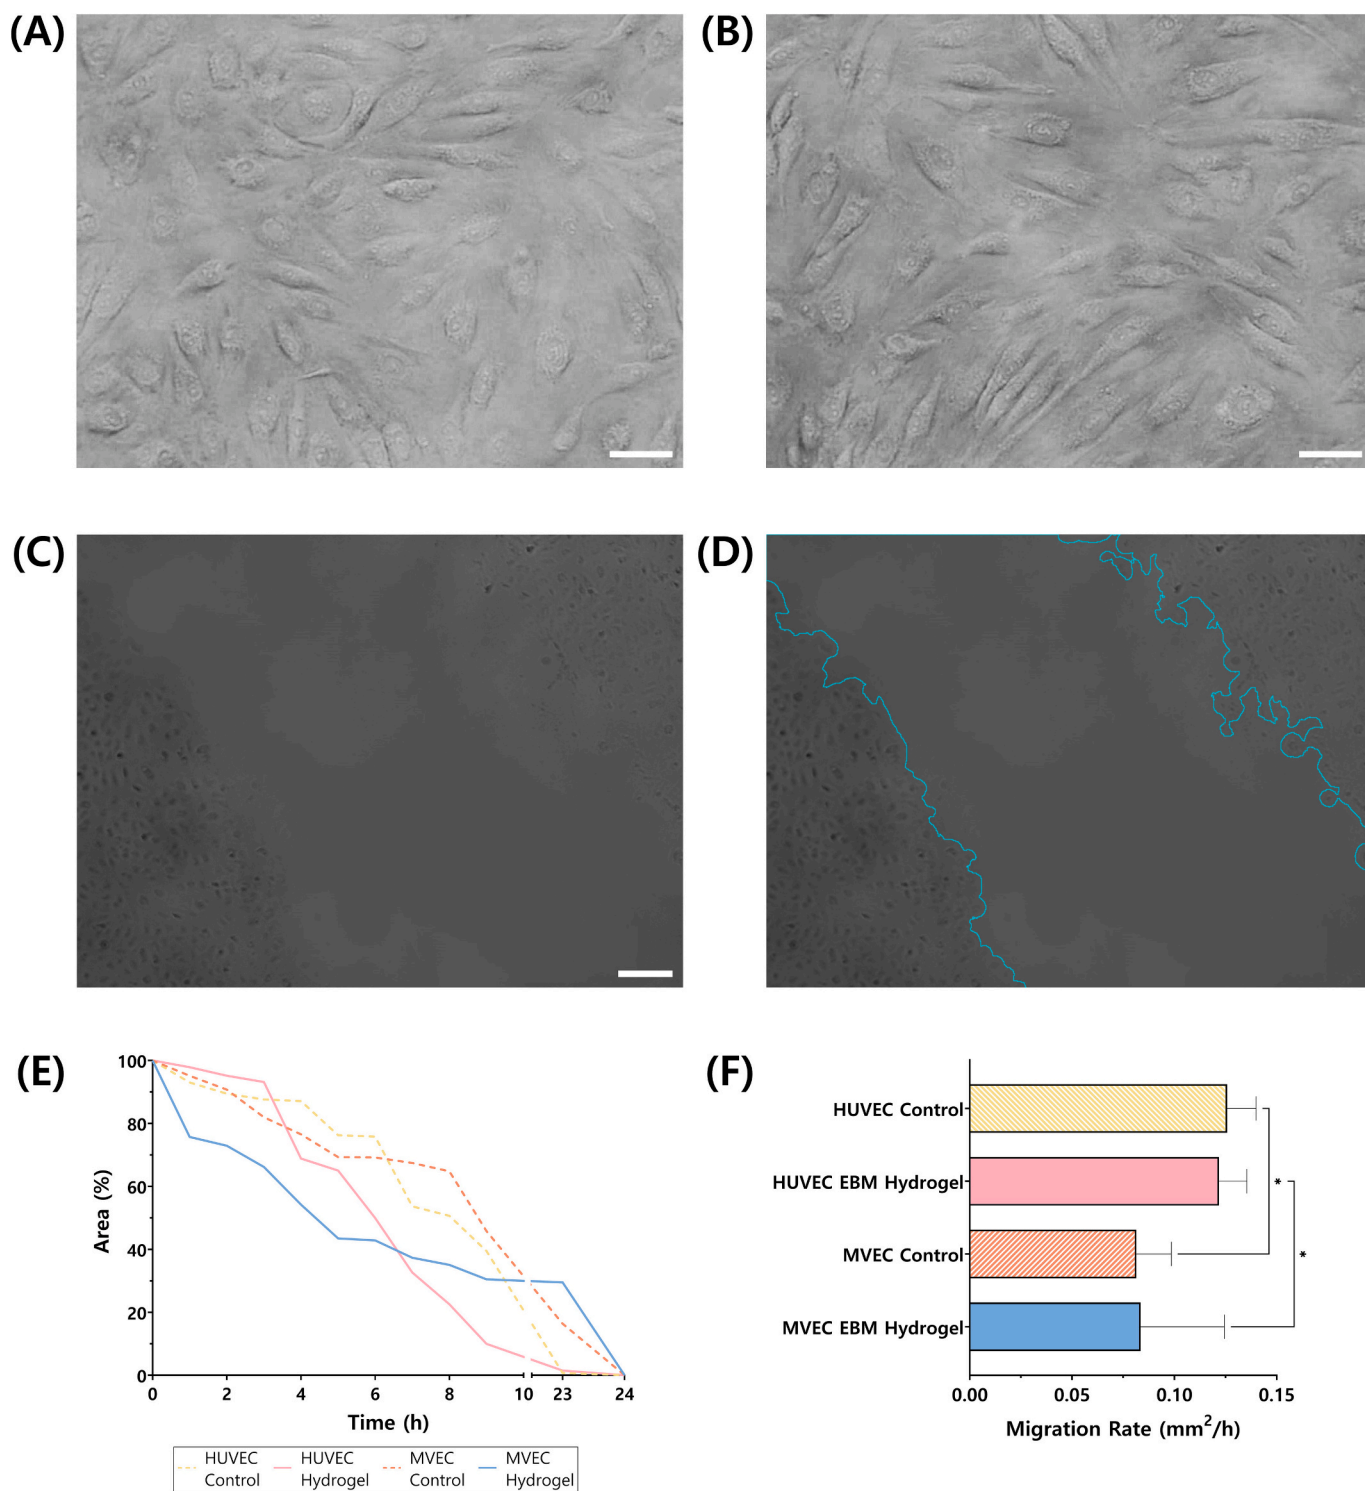 (A)
(B)
(C)
(D)
(E)
100
80
60
40
20
0
Area (%)
0
2
4
6
8
10
23
24
Time (h)
HUVEC Control
HUVEC Hydrogel
MVEC Control
MVEC Hydrogel
(F)
HUVEC Control
HUVEC EBM Hydrogel
MVEC Control
MVEC EBM Hydrogel
*
*
0.00
0.05
0.10
0.15
Migration Rate (mm²/h)